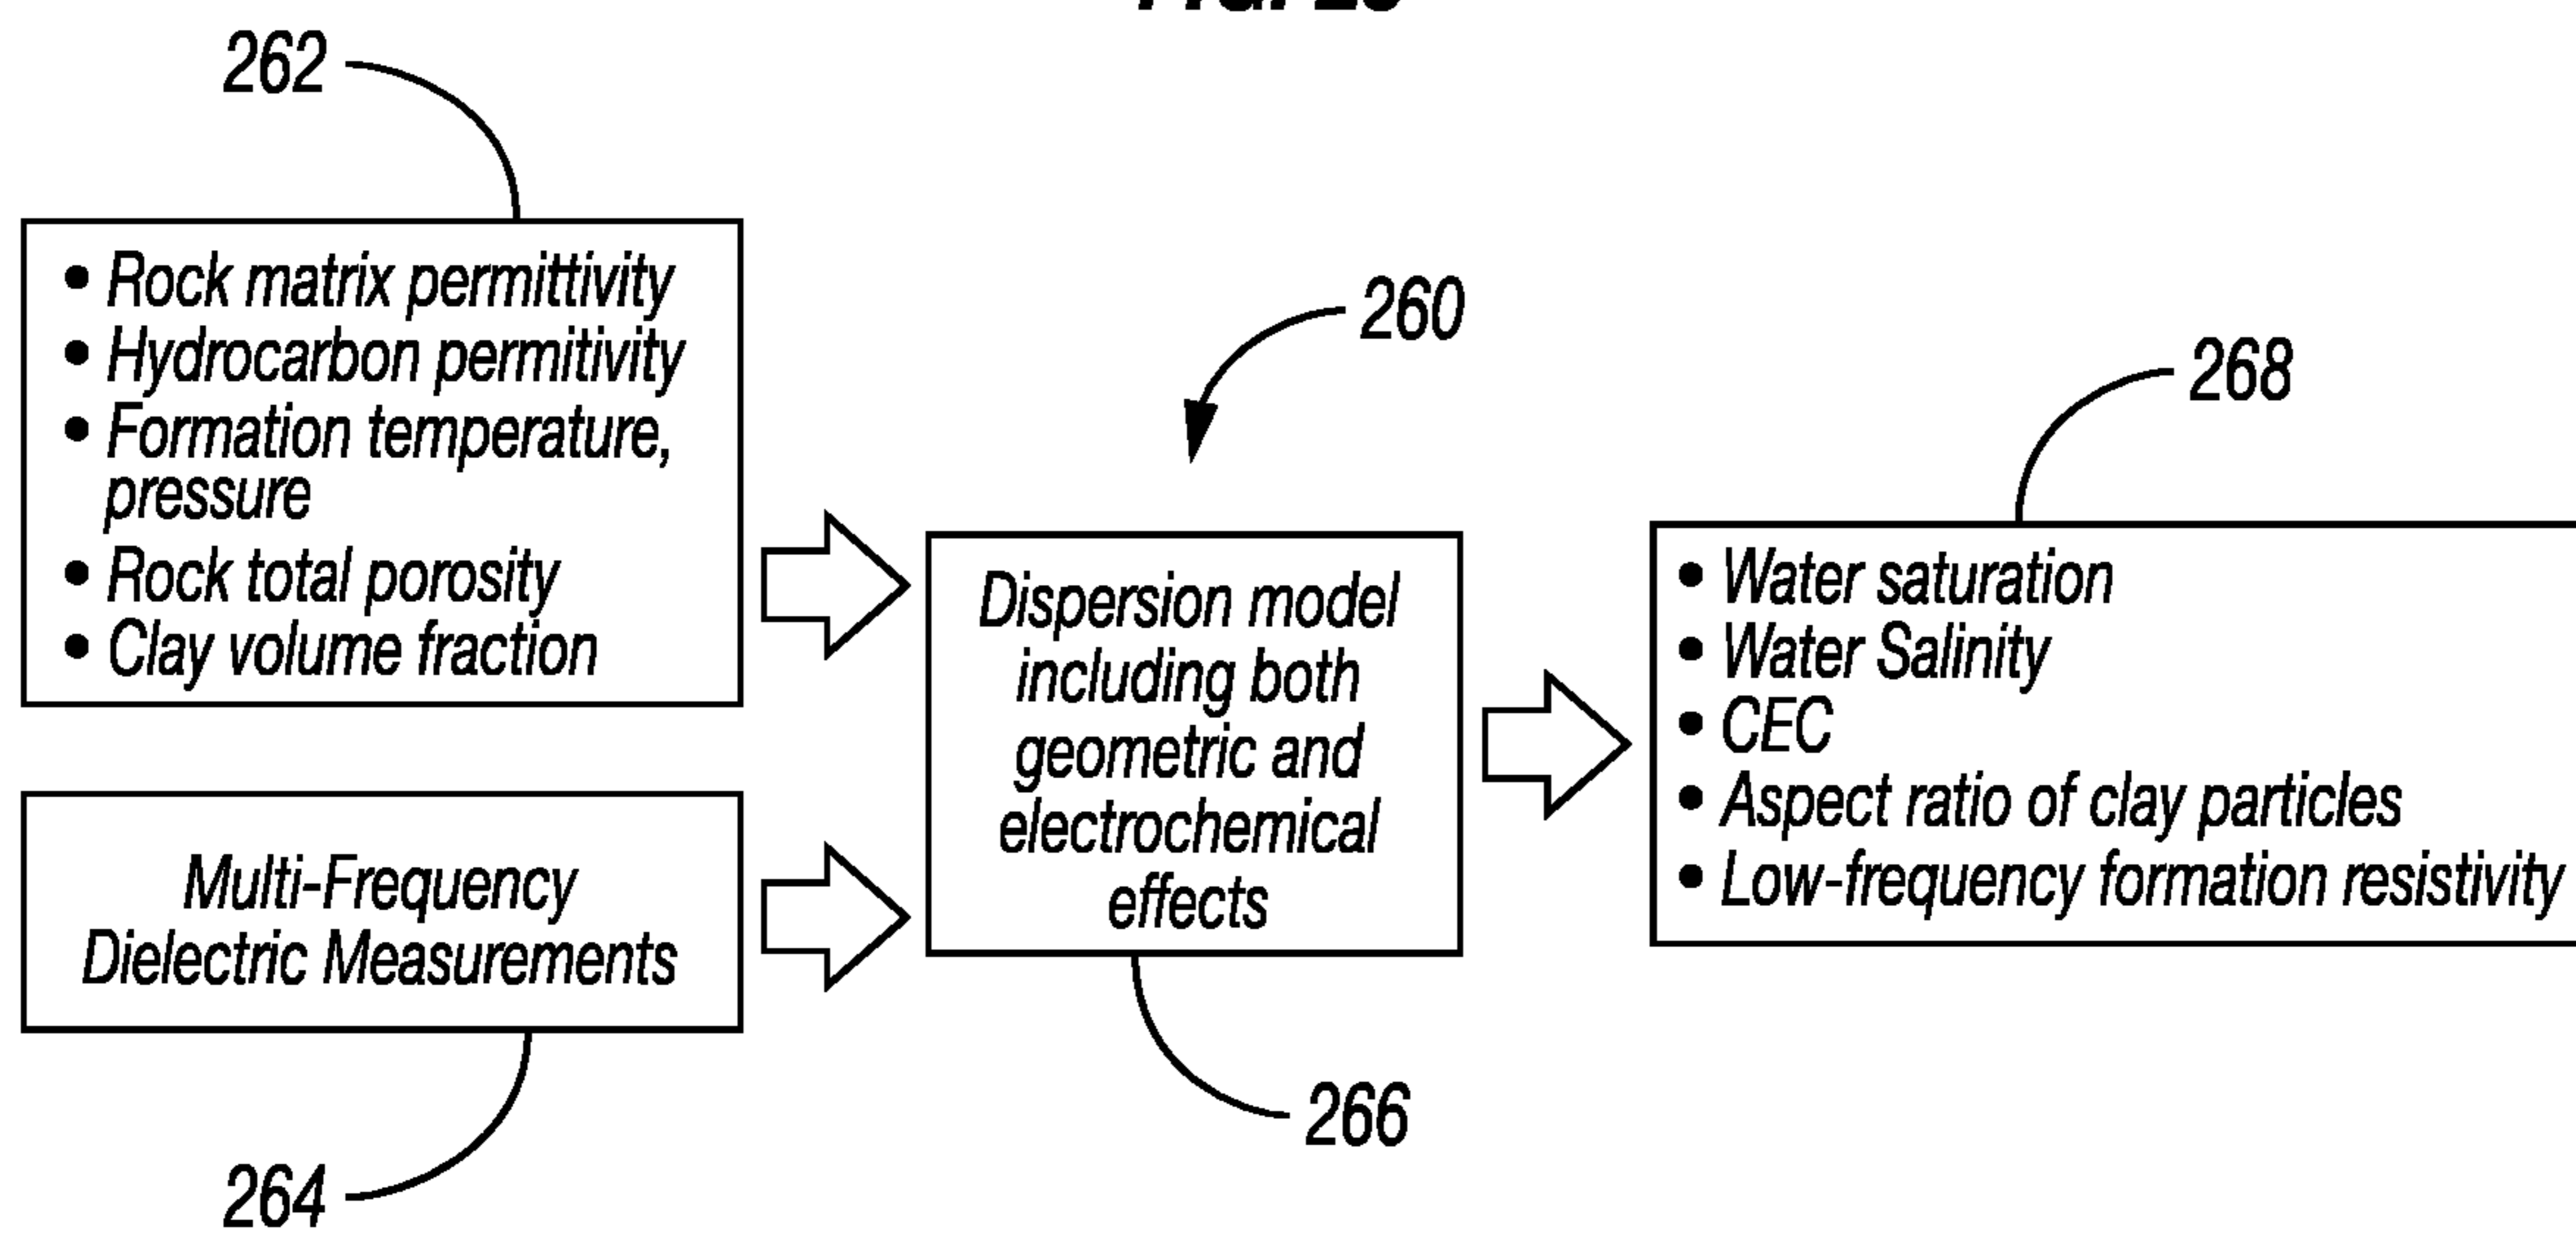 262
• Rock matrix permittivity
• Hydrocarbon permitivity
• Formation temperature,
pressure
• Rock total porosity
• Clay volume fraction
Multi-Frequency
Dielectric Measurements
264
260
Dispersion model
including both
geometric and
electrochemical
effects
266
268
• Water saturation
• Water Salinity
• CEC
• Aspect ratio of clay particles
• Low-frequency formation resistivity